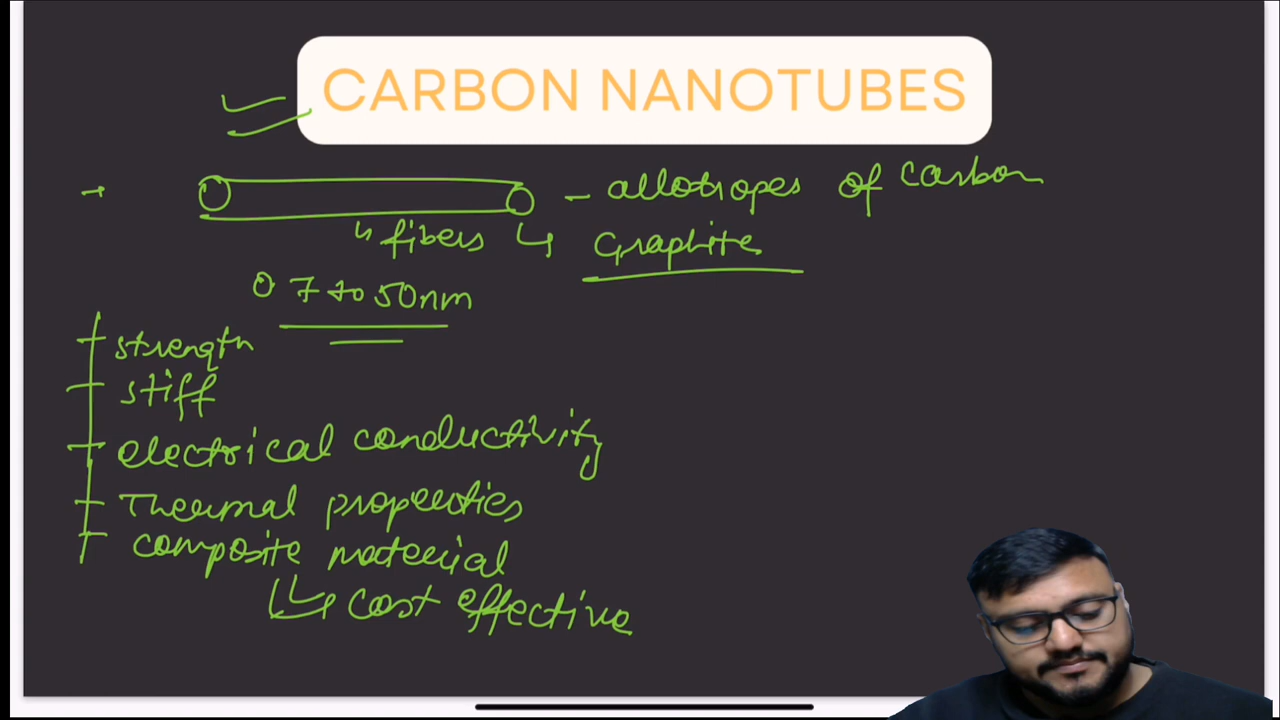 CARBON NANOTUBES
- allotropes of carbon
fibers Graphite
0 7 to 50nm
strength
stiff
electrical conductivity
Thermal properties
composite material
cost effective